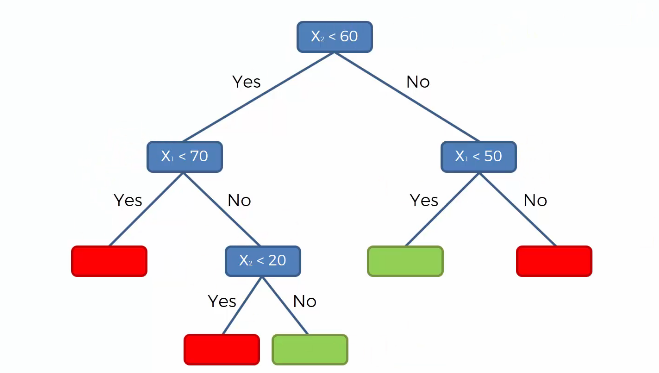 X₂ < 60
Yes
No
X₁ < 70
X₁ < 50
Yes
No
Yes
No
X₂ < 20
Yes
No